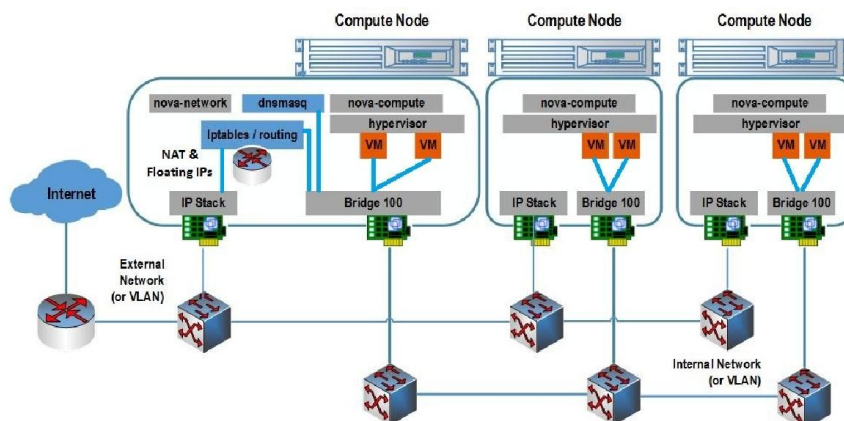 Compute Node
Compute Node
Compute Node
nova-network
dnsmasq
nova-compute
hypervisor
Iptables / routing
VM
VM
NAT &
Floating IPs
IP Stack
Bridge 100
nova-compute
hypervisor
VM
VM
IP Stack
Bridge 100
nova-compute
hypervisor
VM
VM
IP Stack
Bridge 100
Internet
External
Network
(or VLAN)
Internal Network
(or VLAN)